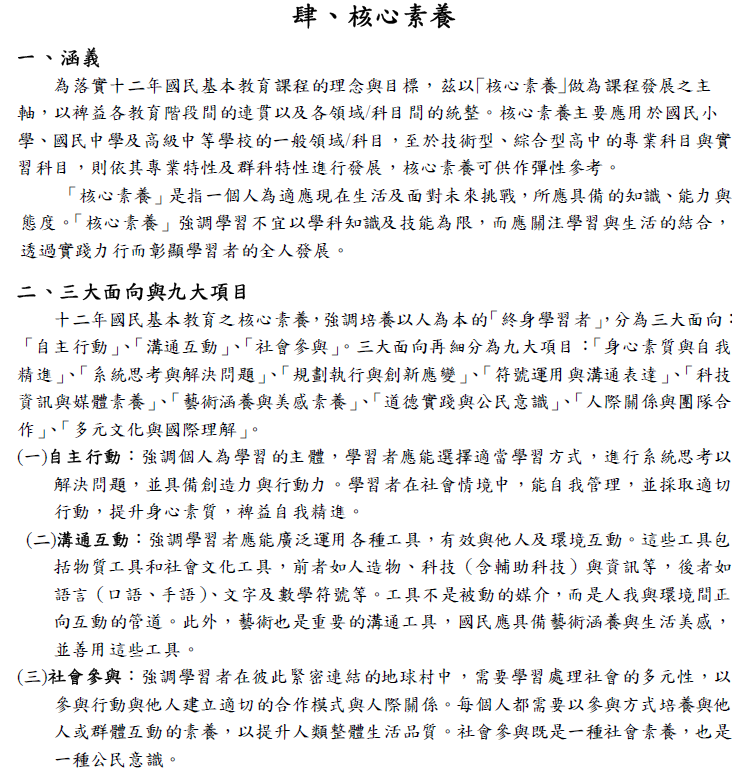 肆、核心素養
一、涵義
為落實十二年國民基本教育課程的理念與目標，茲以「核心素養」做為課程發展之主
軸，以裨益各教育階段間的連貫以及各領域/科目間的統整。核心素養主要應用於國民小
學、國民中學及高級中等學校的一般領域/科目，至於技術型、綜合型高中的專業科目與實
習科目，則依其專業特性及群科特性進行發展，核心素養可供作彈性參考。
「核心素養」是指一個人為適應現在生活及面對未來挑戰，所應具備的知識、能力與
態度。「核心素養」強調學習不宜以學科知識及技能為限，而應關注學習與生活的結合，
透過實踐力行而彰顯學習者的全人發展。
二、三大面向與九大項目
十二年國民基本教育之核心素養，強調培養以人為本的「終身學習者」，分為三大面向：
「自主行動」、「溝通互動」、「社會參與」。三大面向再細分為九大項目：「身心素質與自我
精進」、「系統思考與解決問題」、「規劃執行與創新應變」、「符號運用與溝通表達」、「科技
資訊與媒體素養」、「藝術涵養與美感素養」、「道德實踐與公民意識」、「人際關係與團隊合
作」、「多元文化與國際理解」。
(一)自主行動：強調個人為學習的主體，學習者應能選擇適當學習方式，進行系統思考以
解決問題，並具備創造力與行動力。學習者在社會情境中，能自我管理，並採取適切
行動，提升身心素質，裨益自我精進。
(二)溝通互動：強調學習者應能廣泛運用各種工具，有效與他人及環境互動。這些工具包
括物質工具和社會文化工具，前者如人造物、科技（含輔助科技）與資訊等，後者如
語言（口語、手語）、文字及數學符號等。工具不是被動的媒介，而是人我與環境間正
向互動的管道。此外，藝術也是重要的溝通工具，國民應具備藝術涵養與生活美感，
並善用這些工具。
(三)社會參與：強調學習者在彼此緊密連結的地球村中，需要學習處理社會的多元性，以
參與行動與他人建立適切的合作模式與人際關係。每個人都需要以參與方式培養與他
人或群體互動的素養，以提升人類整體生活品質。社會參與既是一種社會素養，也是
一種公民意識。